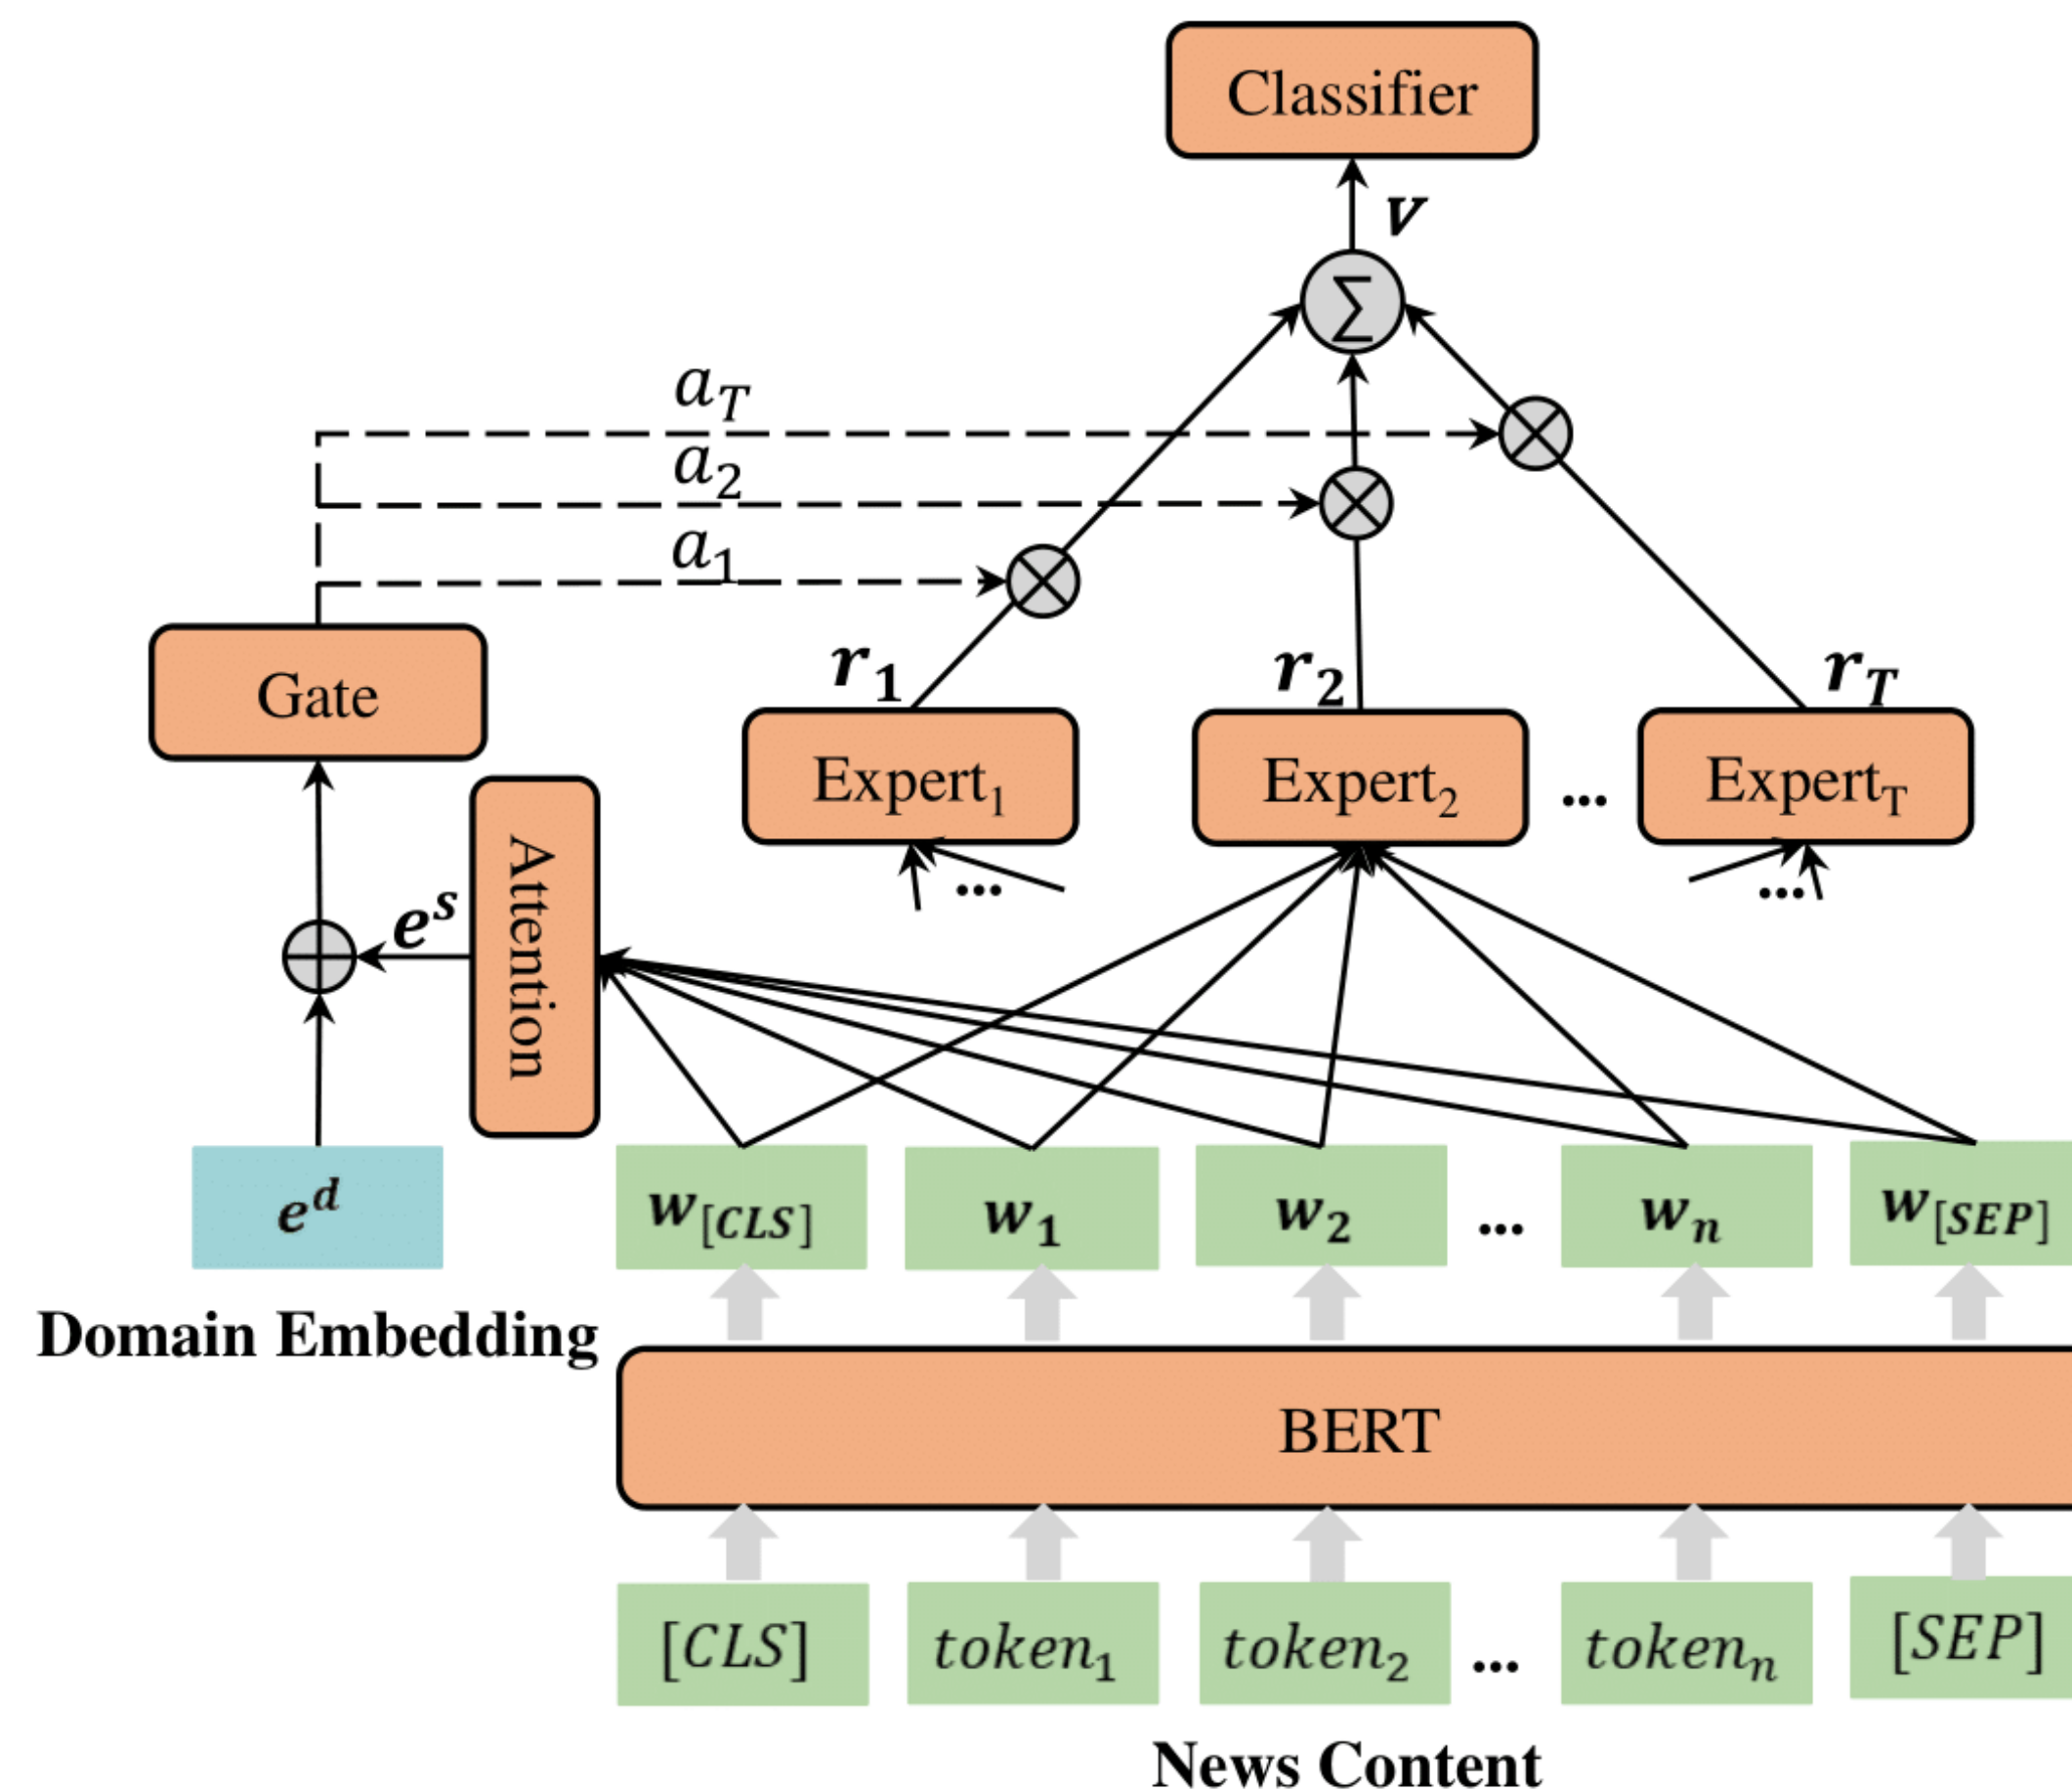 Classifier
v
∑
a_T
a_2
a_1
r_1 r_2 r_T
Gate
Expert_1 Expert_2 ... Expert_T
... ...
Attention
e^s
e^d w_[CLS] w_1 w_2 ... w_n w_[SEP]
Domain Embedding
BERT
[CLS] token_1 token_2 ... token_n [SEP]
News Content